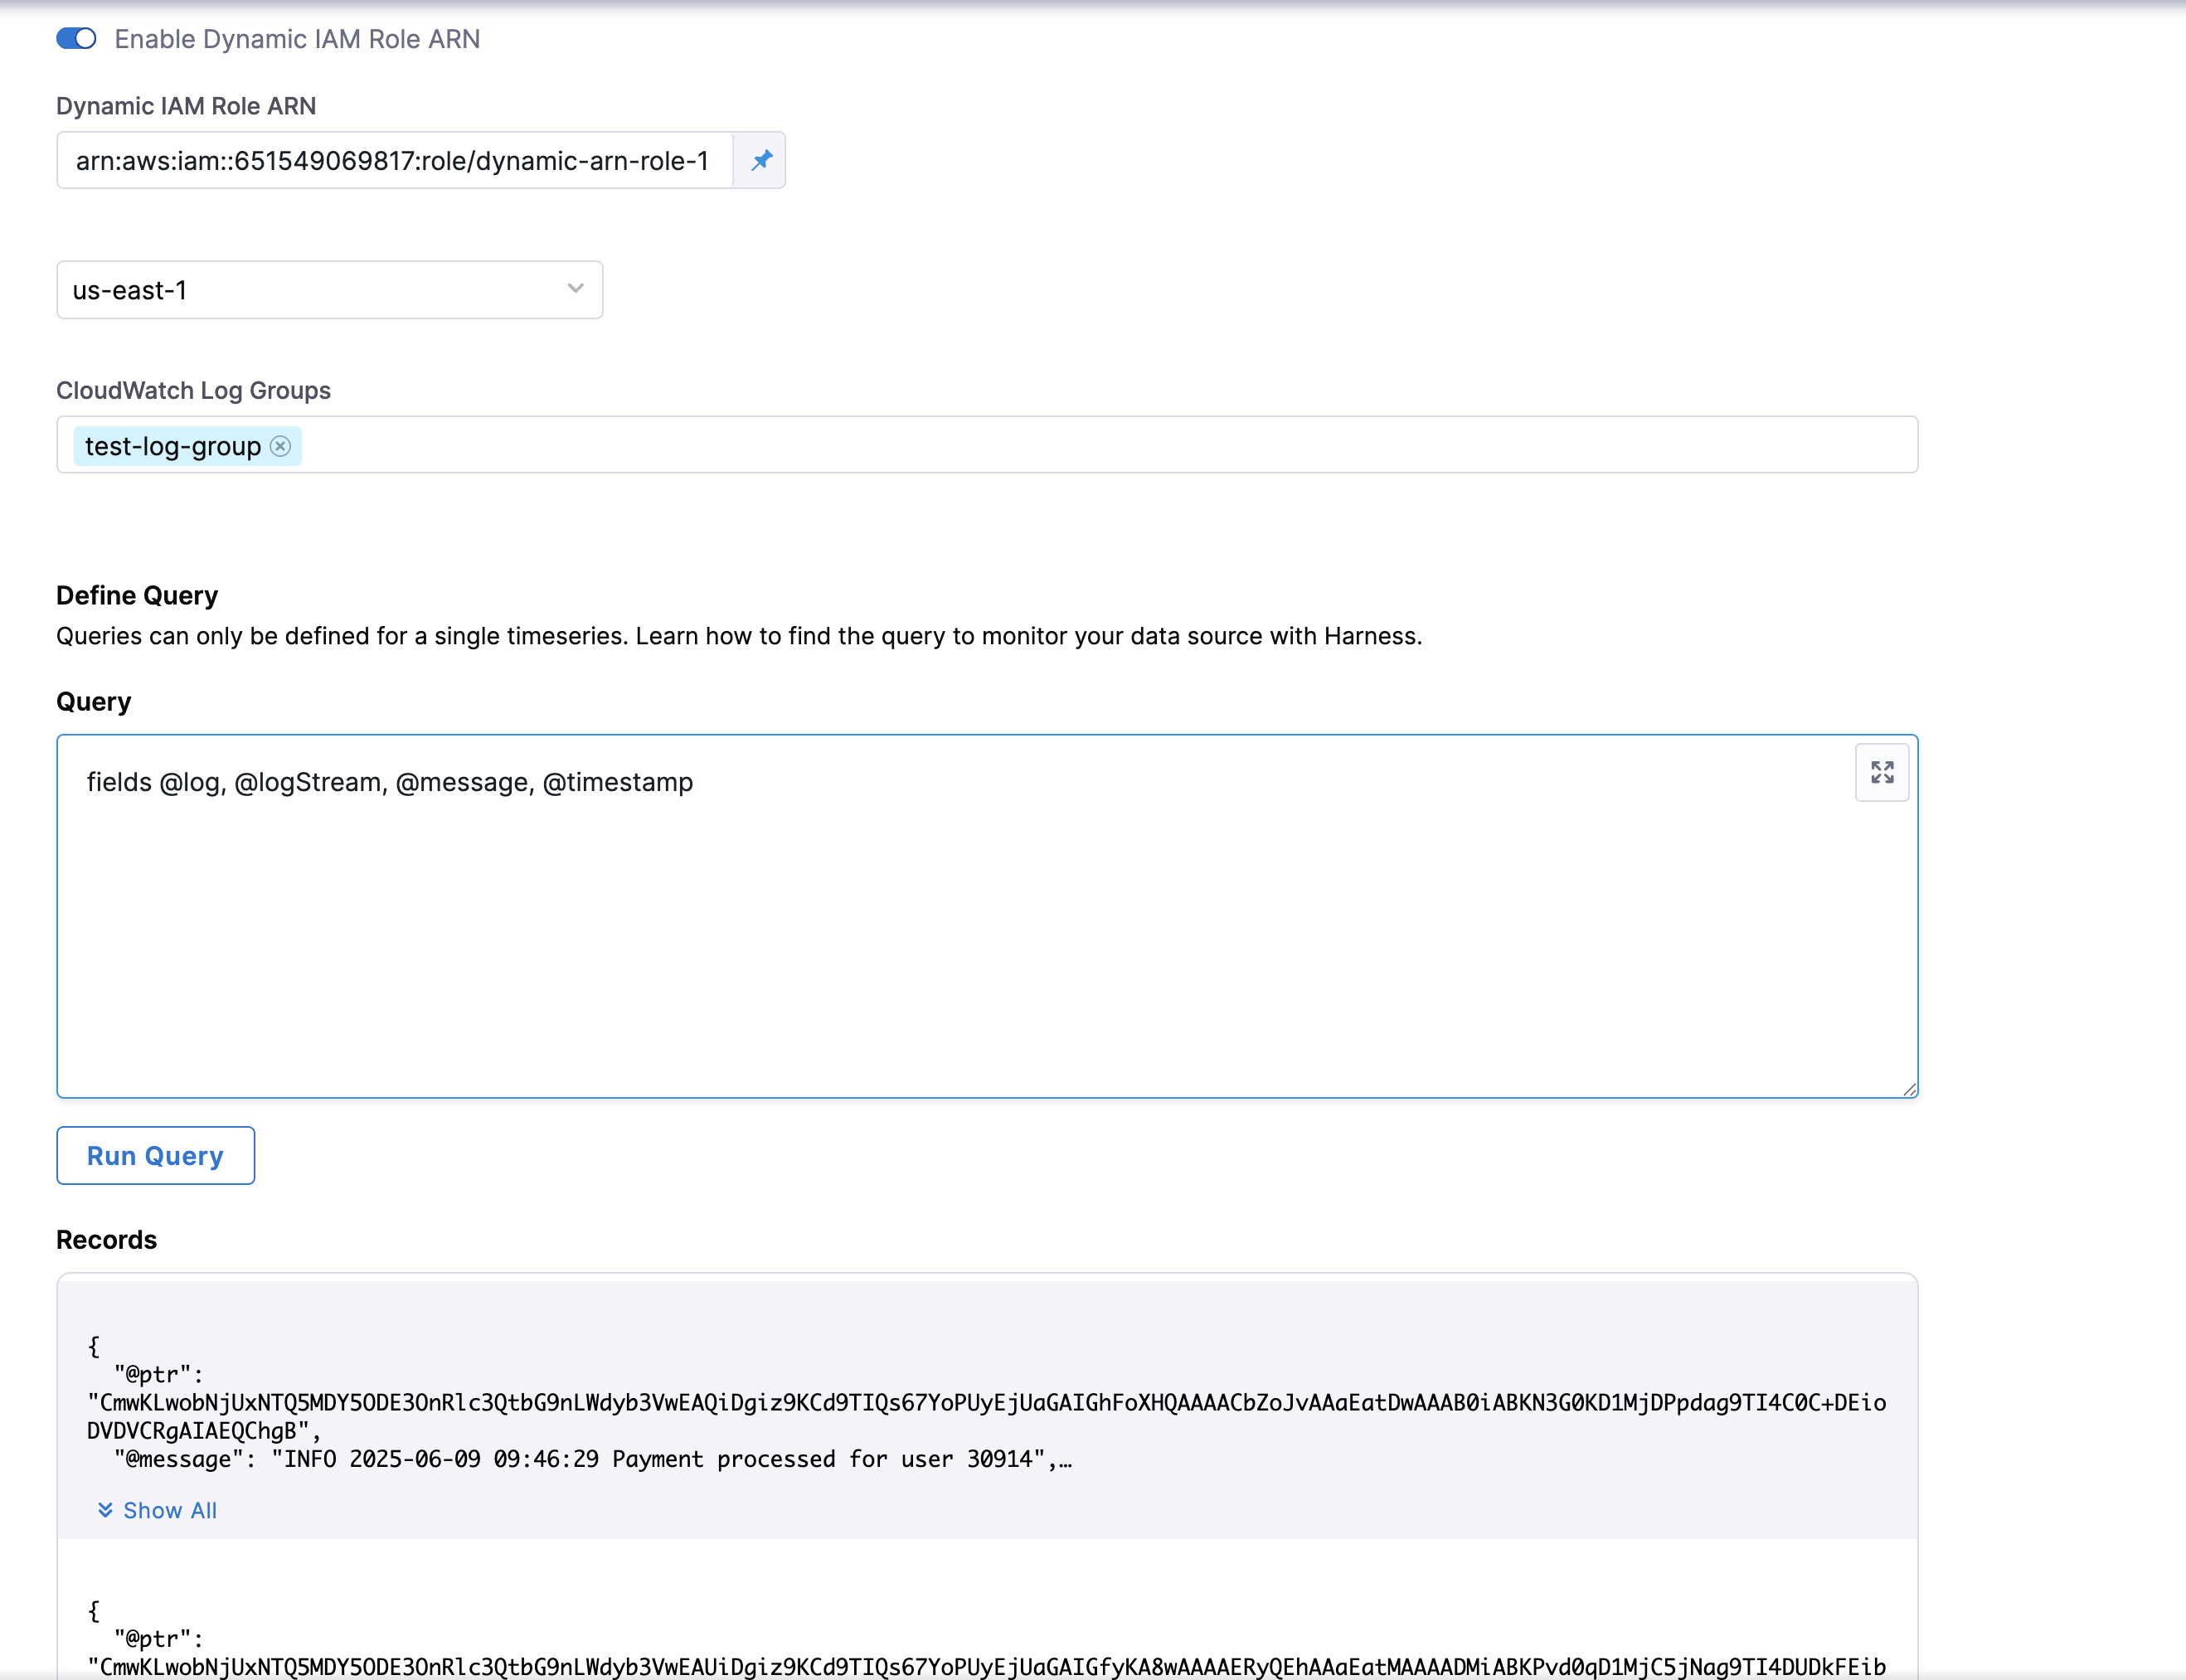 Enable Dynamic IAM Role ARN
Dynamic IAM Role ARN
arn:aws:iam::651549069817:role/dynamic-arn-role-1
us-east-1
CloudWatch Log Groups
test-log-group
Define Query
Queries can only be defined for a single timeseries. Learn how to find the query to monitor your data source with Harness.
Query
fields @log, @logStream, @message, @timestamp
Run Query
Records
{
"@ptr":
"CmwKLwobNjUxNTQ5MDY5ODE3OnRlc3QtbG9nLWdyb3VwEAQiDgiz9KCd9TIQs67YoPUyEjUaGAIGhFoXHQAAAACbZoJvAAaEatDwAAAB0iABKN3G0KD1MjDPpdag9TI4C0C+DEio
DVDVCRgAIAEQChgB",
"@message": "INFO 2025-06-09 09:46:29 Payment processed for user 30914",…
Show All
{
"@ptr":
"CmwKLwobNjUxNTQ5MDY5ODE3OnRlc3QtbG9nLWdyb3VwEAUiDgiz9KCd9TIQs67YoPUyEjUaGAIGfyKA8wAAAAERyQEhAAaEatMAAAADMiABKPvd0qD1MjC5jNag9TI4DUDkFEib